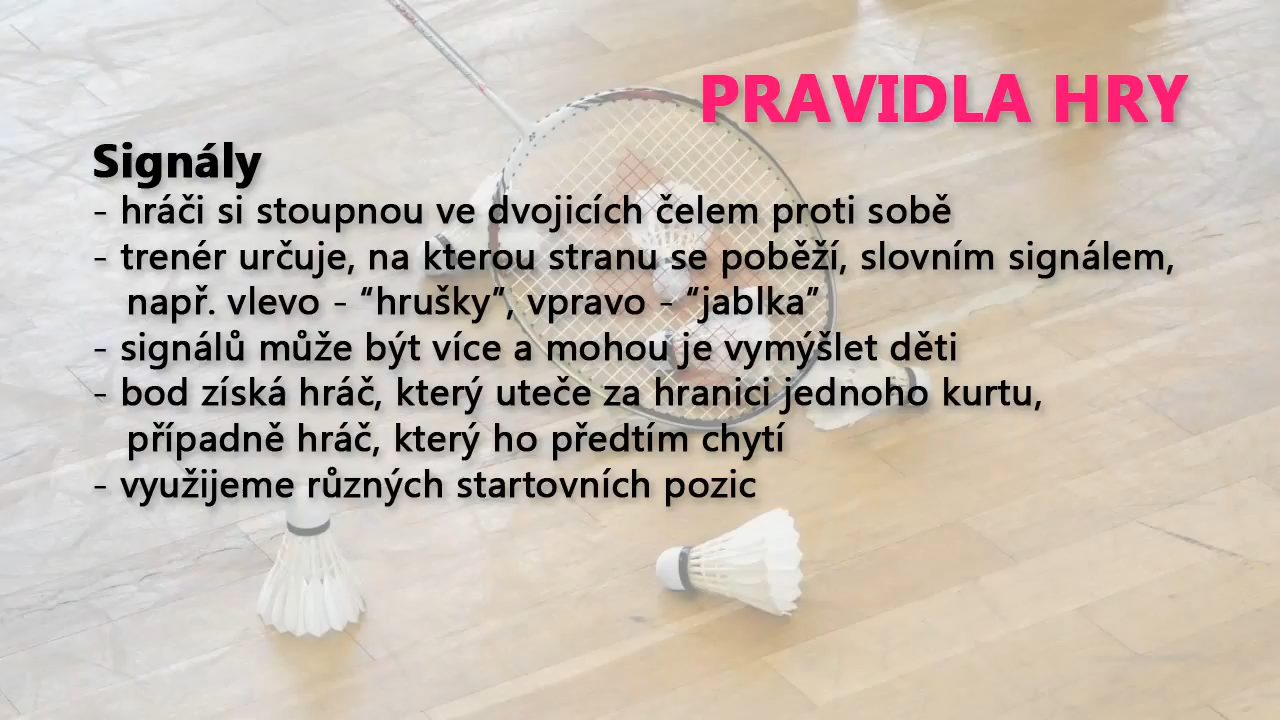 PRAVIDLA HRY
Signály
- hráči si stoupnou ve dvojicích čelem proti sobě
- trenér určuje, na kterou stranu se poběží, slovním signálem,
např. vlevo - “hrušky”, vpravo - “jablka”
- signálů může být více a mohou je vymýšlet děti
- bod získá hráč, který uteče za hranici jednoho kurtu,
případně hráč, který ho předtím chytí
- využijeme různých startovních pozic